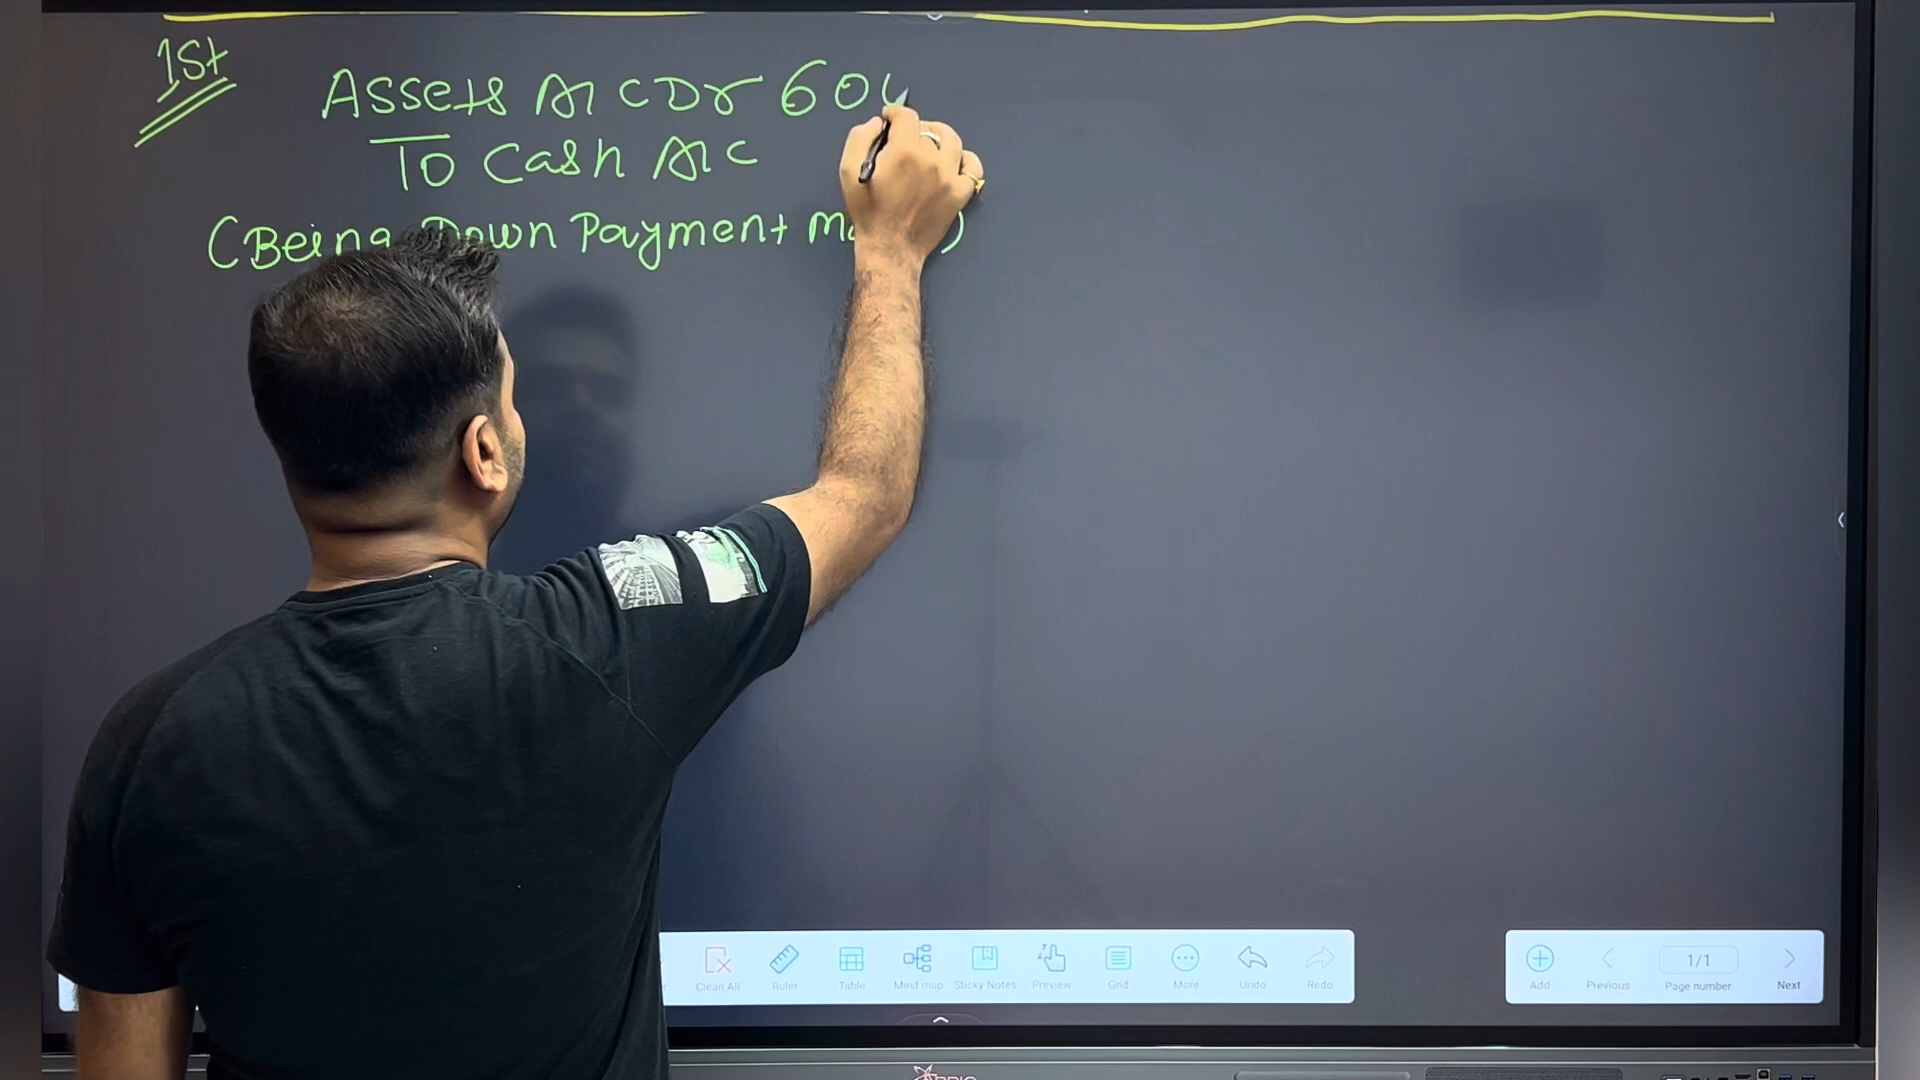 1St
Assets A/C Dr 60
To Cash A/C
(Being Down Payment )
Clean All Ruler Table Mind map Sticky Notes Preview Grid More Undo Redo
Add Previous 1/1 Page number Next